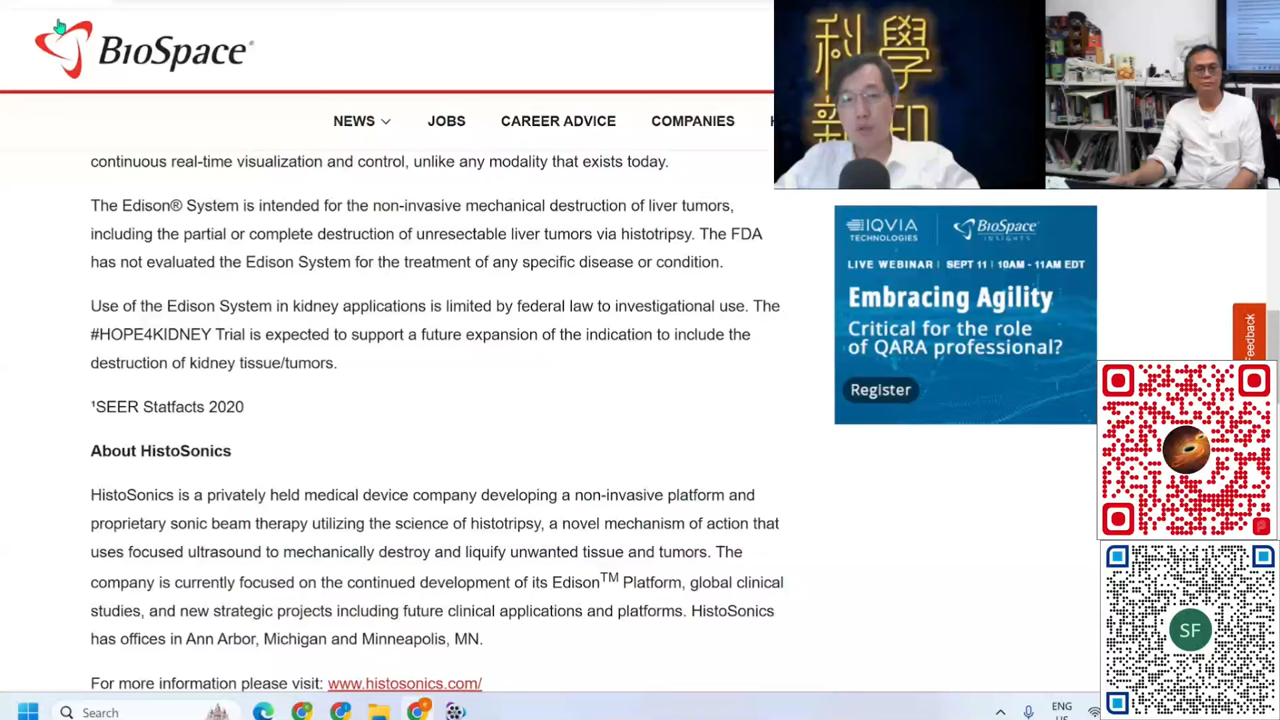 BioSpace
NEWS
JOBS
CAREER ADVICE
COMPANIES
科學
新知
continuous real-time visualization and control, unlike any modality that exists today.
The Edison® System is intended for the non-invasive mechanical destruction of liver tumors,
including the partial or complete destruction of unresectable liver tumors via histotripsy. The FDA
has not evaluated the Edison System for the treatment of any specific disease or condition.
Use of the Edison System in kidney applications is limited by federal law to investigational use. The
#HOPE4KIDNEY Trial is expected to support a future expansion of the indication to include the
destruction of kidney tissue/tumors.
¹SEER Statfacts 2020
About HistoSonics
HistoSonics is a privately held medical device company developing a non-invasive platform and
proprietary sonic beam therapy utilizing the science of histotripsy, a novel mechanism of action that
uses focused ultrasound to mechanically destroy and liquify unwanted tissue and tumors. The
company is currently focused on the continued development of its Edison™ Platform, global clinical
studies, and new strategic projects including future clinical applications and platforms. HistoSonics
has offices in Ann Arbor, Michigan and Minneapolis, MN.
For more information please visit: www.histosonics.com/
IQVIA
TECHNOLOGIES
BioSpace
INSIGHTS
LIVE WEBINAR | SEPT 11 | 10AM - 11AM EDT
Embracing Agility
Critical for the role
of QARA professional?
Register
Feedback
SF
Search
ENG